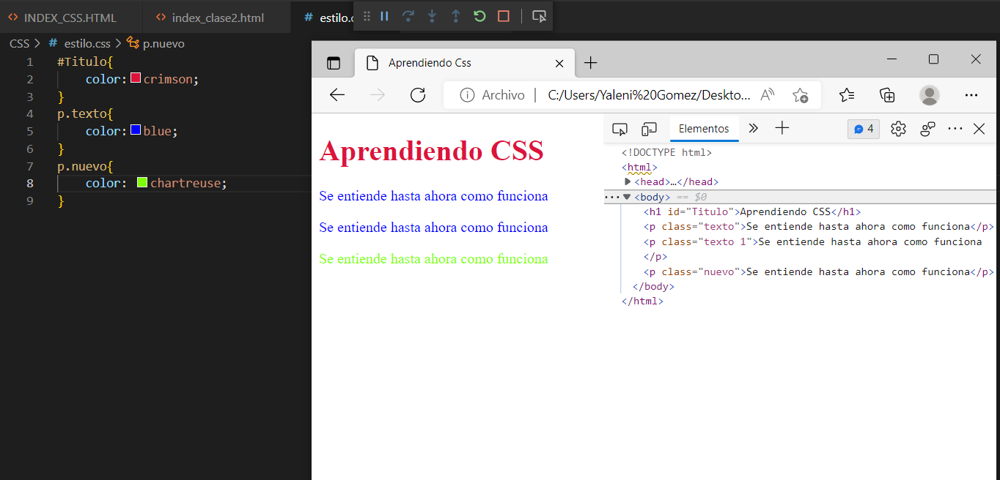 INDEX_CSS.HTML
index_clase2.html
# estilo.c
CSS > # estilo.css > p.nuevo
1 #Titulo{
2 color: crimson;
3 }
4 p.texto{
5 color: blue;
6 }
7 p.nuevo{
8 color: chartreuse;
9 }
Aprendiendo Css
Archivo | C:/Users/Yaleni%20Gomez/Deskto...
Aprendiendo CSS
Se entiende hasta ahora como funciona
Se entiende hasta ahora como funciona
Se entiende hasta ahora como funciona
Elementos
4
<!DOCTYPE html>
<html>
<head>…</head>
<body> == $0
<h1 id="Titulo">Aprendiendo CSS</h1>
<p class="texto">Se entiende hasta ahora como funciona</p>
<p class="texto 1">Se entiende hasta ahora como funciona
</p>
<p class="nuevo">Se entiende hasta ahora como funciona</p>
</body>
</html>